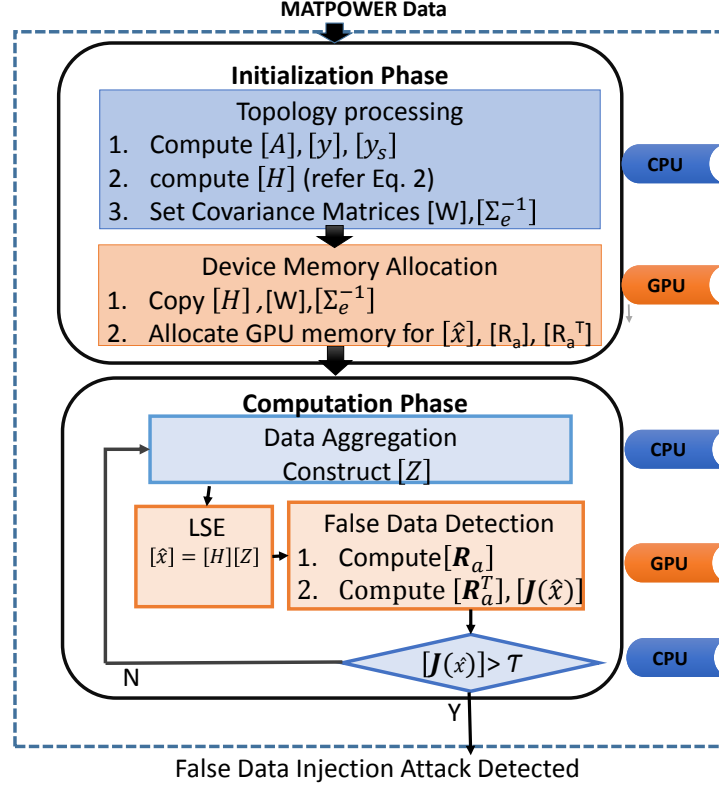 MATPOWER Data
Initialization Phase
Topology processing
1. Compute [A], [y], [y_s]
2. compute [H] (refer Eq. 2)
3. Set Covariance Matrices [W],[Σ_e^{-1}]
CPU
Device Memory Allocation
1. Copy [H] ,[W],[Σ_e^{-1}]
2. Allocate GPU memory for [x̂], [R_a], [R_a^T]
GPU
Computation Phase
Data Aggregation
Construct [Z]
CPU
LSE
[x̂] = [H][Z]
False Data Detection
1. Compute[R_a]
2. Compute [R_a^T], [J(x̂)]
GPU
[J(x̂)]> τ
CPU
N
Y
False Data Injection Attack Detected